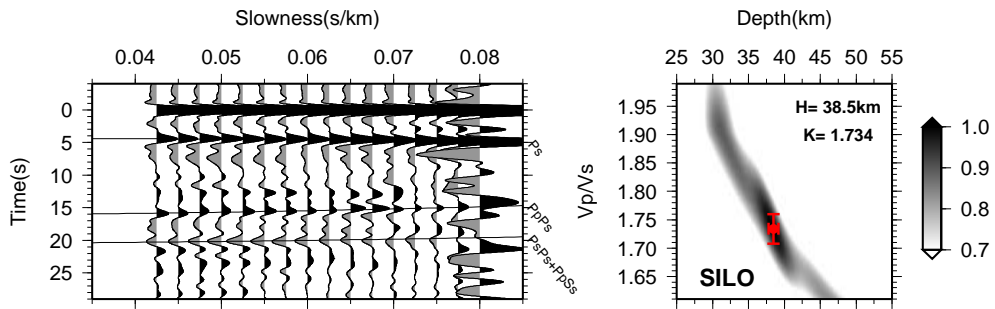 Slowness(s/km)
0.04 0.05 0.06 0.07 0.08
Time(s)
0
5
10
15
20
25
Ps
PpPs
PsPs+PpSs
Depth(km)
25 30 35 40 45 50 55
Vp/Vs
1.95
1.90
1.85
1.80
1.75
1.70
1.65
H= 38.5km
K= 1.734
SILO
1.0
0.9
0.8
0.7